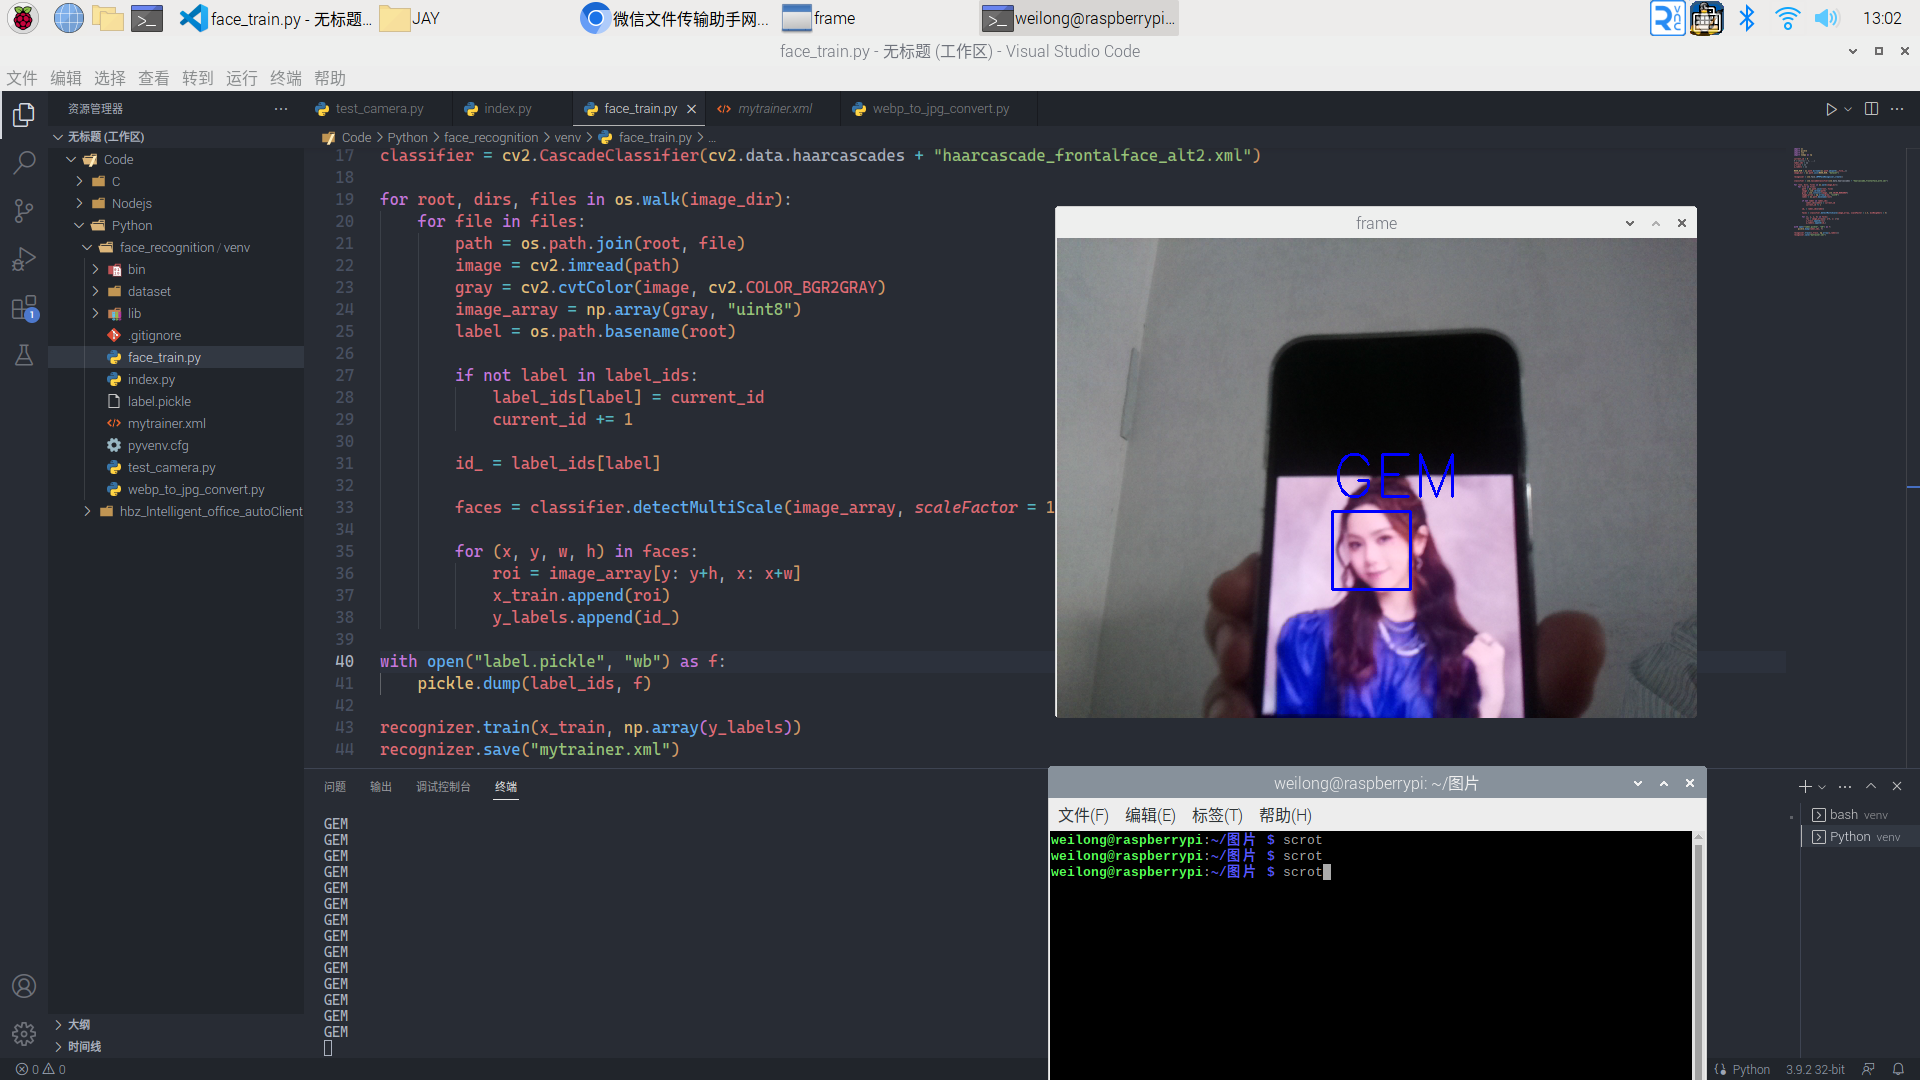 face_train.py - 无标题...
JAY
微信文件传输助手网...
frame
weilong@raspberrypi...
13:02
face_train.py - 无标题 (工作区) - Visual Studio Code
文件 编辑 选择 查看 转到 运行 终端 帮助
资源管理器
无标题 (工作区)
Code
C
Nodejs
Python
face_recognition / venv
bin
dataset
lib
.gitignore
face_train.py
index.py
label.pickle
mytrainer.xml
pyvenv.cfg
test_camera.py
webp_to_jpg_convert.py
hbz_Intelligent_office_autoClient
大纲
时间线
1
test_camera.py
index.py
face_train.py
mytrainer.xml
webp_to_jpg_convert.py
Code > Python > face_recognition > venv > face_train.py > ...
17 classifier = cv2.CascadeClassifier(cv2.data.haarcascades + "haarcascade_frontalface_alt2.xml")
18
19 for root, dirs, files in os.walk(image_dir):
20 for file in files:
21 path = os.path.join(root, file)
22 image = cv2.imread(path)
23 gray = cv2.cvtColor(image, cv2.COLOR_BGR2GRAY)
24 image_array = np.array(gray, "uint8")
25 label = os.path.basename(root)
26
27 if not label in label_ids:
28 label_ids[label] = current_id
29 current_id += 1
30
31 id_ = label_ids[label]
32
33 faces = classifier.detectMultiScale(image_array, scaleFactor = 1
34
35 for (x, y, w, h) in faces:
36 roi = image_array[y: y+h, x: x+w]
37 x_train.append(roi)
38 y_labels.append(id_)
39
40 with open("label.pickle", "wb") as f:
41 pickle.dump(label_ids, f)
42
43 recognizer.train(x_train, np.array(y_labels))
44 recognizer.save("mytrainer.xml")
frame
GEM
问题 输出 调试控制台 终端
GEM
GEM
GEM
GEM
GEM
GEM
GEM
GEM
GEM
GEM
GEM
GEM
GEM
GEM
weilong@raspberrypi: ~/图片
文件(F) 编辑(E) 标签(T) 帮助(H)
weilong@raspberrypi:~/图片 $ scrot
weilong@raspberrypi:~/图片 $ scrot
weilong@raspberrypi:~/图片 $ scrot
bash venv
Python venv
0 0
Python 3.9.2 32-bit